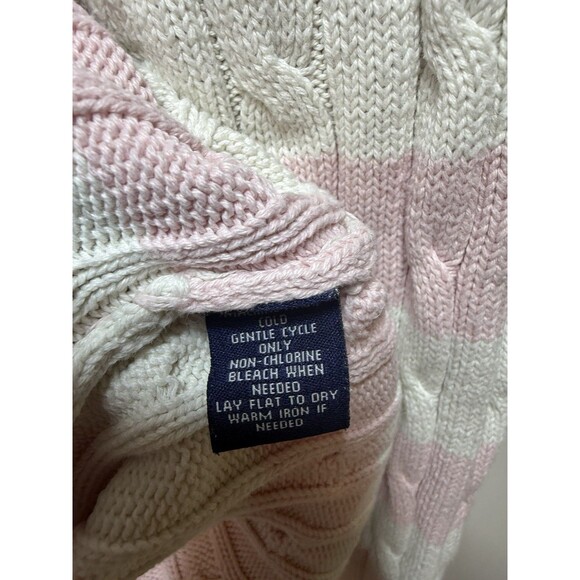 COLD
GENTLE CYCLE
ONLY
NON-CHLORINE
BLEACH WHEN
NEEDED
LAY FLAT TO DRY
WARM IRON IF
NEEDED